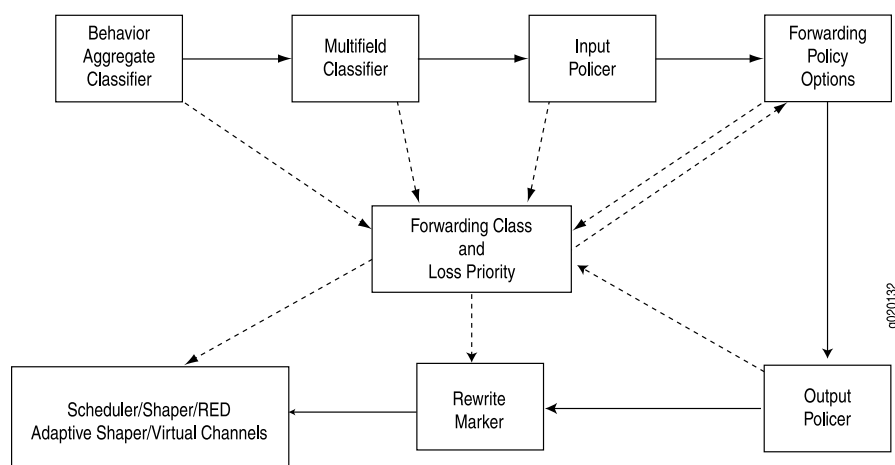 Behavior
Aggregate
Classifier
Multifield
Classifier
Input
Policer
Forwarding
Policy
Options
Forwarding Class
and
Loss Priority
g020132
Scheduler/Shaper/RED
Adaptive Shaper/Virtual Channels
Rewrite
Marker
Output
Policer